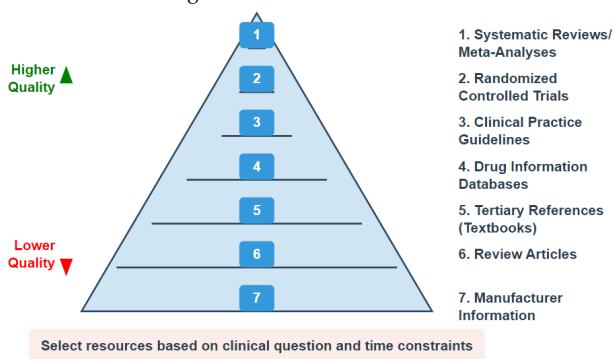 1
2
3
4
5
6
7
Higher
Quality
Lower
Quality
1. Systematic Reviews/
Meta-Analyses
2. Randomized
Controlled Trials
3. Clinical Practice
Guidelines
4. Drug Information
Databases
5. Tertiary References
(Textbooks)
6. Review Articles
7. Manufacturer
Information
Select resources based on clinical question and time constraints